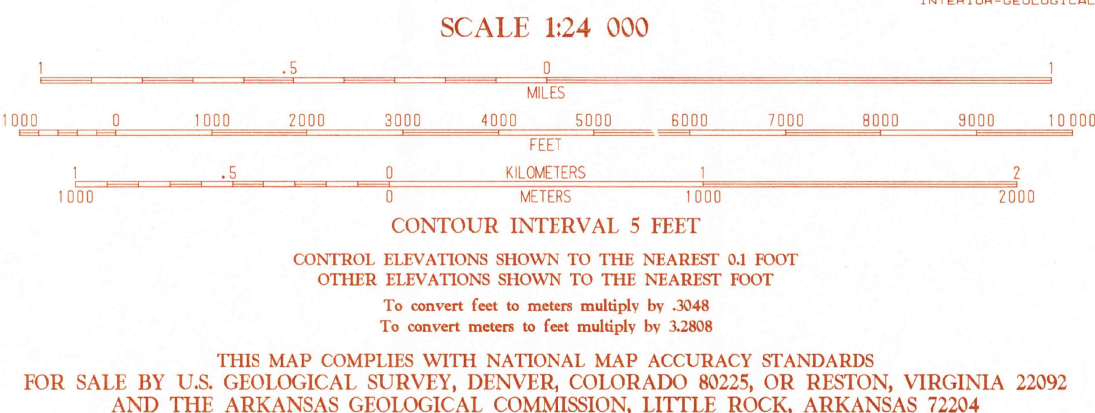 INTERIOR-GEOLOGICAL
SCALE 1:24 000
1 .5 0 1
MILES
1000 0 1000 2000 3000 4000 5000 6000 7000 8000 9000 10 000
FEET
1 .5 0 KILOMETERS 1 2
1000 0 METERS 1000 2000
CONTOUR INTERVAL 5 FEET
CONTROL ELEVATIONS SHOWN TO THE NEAREST 0.1 FOOT
OTHER ELEVATIONS SHOWN TO THE NEAREST FOOT
To convert feet to meters multiply by .3048
To convert meters to feet multiply by 3.2808
THIS MAP COMPLIES WITH NATIONAL MAP ACCURACY STANDARDS
FOR SALE BY U.S. GEOLOGICAL SURVEY, DENVER, COLORADO 80225, OR RESTON, VIRGINIA 22092
AND THE ARKANSAS GEOLOGICAL COMMISSION, LITTLE ROCK, ARKANSAS 72204